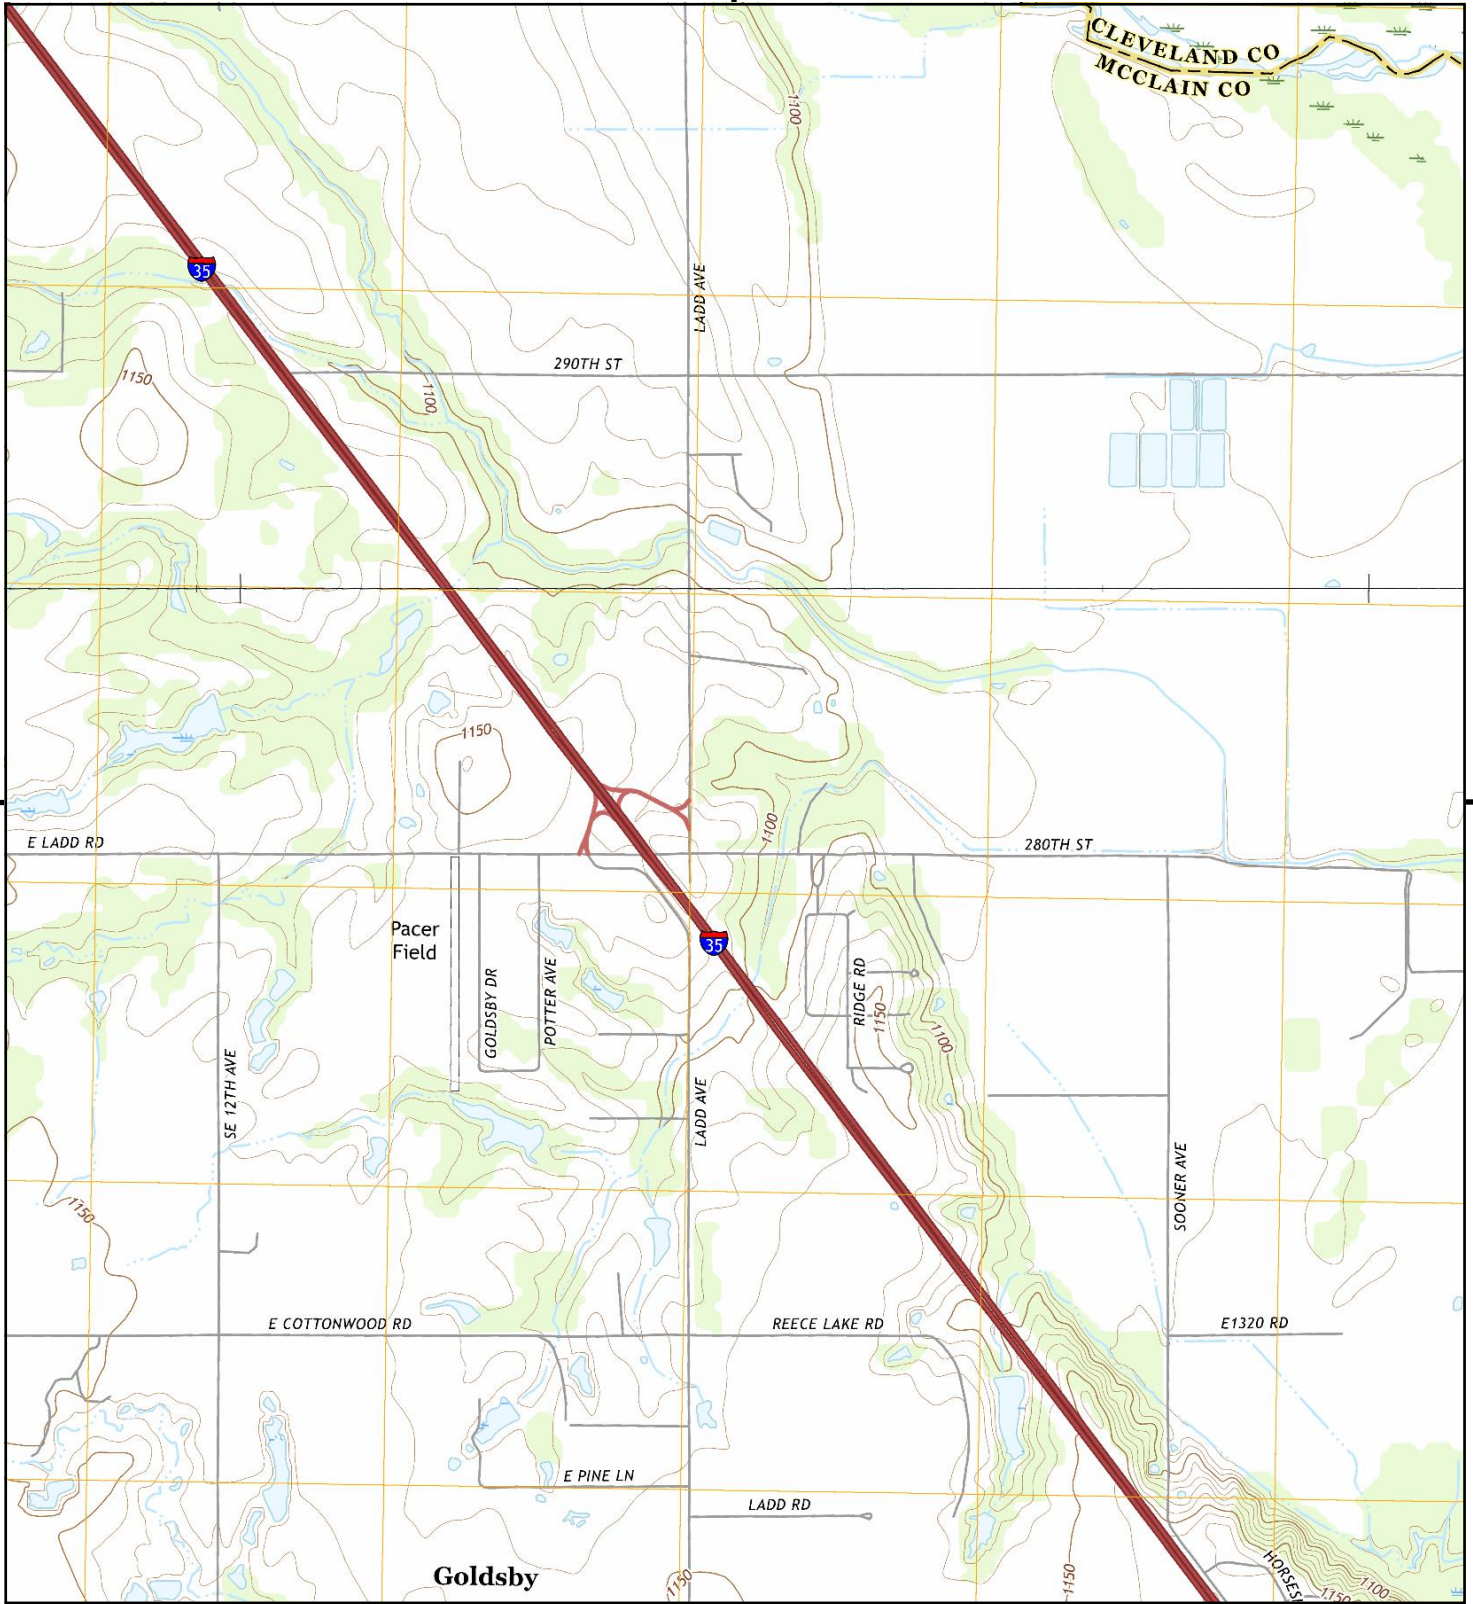 CLEVELAND CO
MCCLAIN CO
1100
35
LADD AVE
290TH ST
1150
1100
1150
1100
E LADD RD
280TH ST
Pacer
Field
35
GOLDSBY DR
POTTER AVE
RIDGE RD
1150
1100
SE 12TH AVE
LADD AVE
SOONER AVE
1150
E COTTONWOOD RD
REECE LAKE RD
E1320 RD
E PINE LN
LADD RD
Goldsby
1150
1150
HORSES
1150
1100